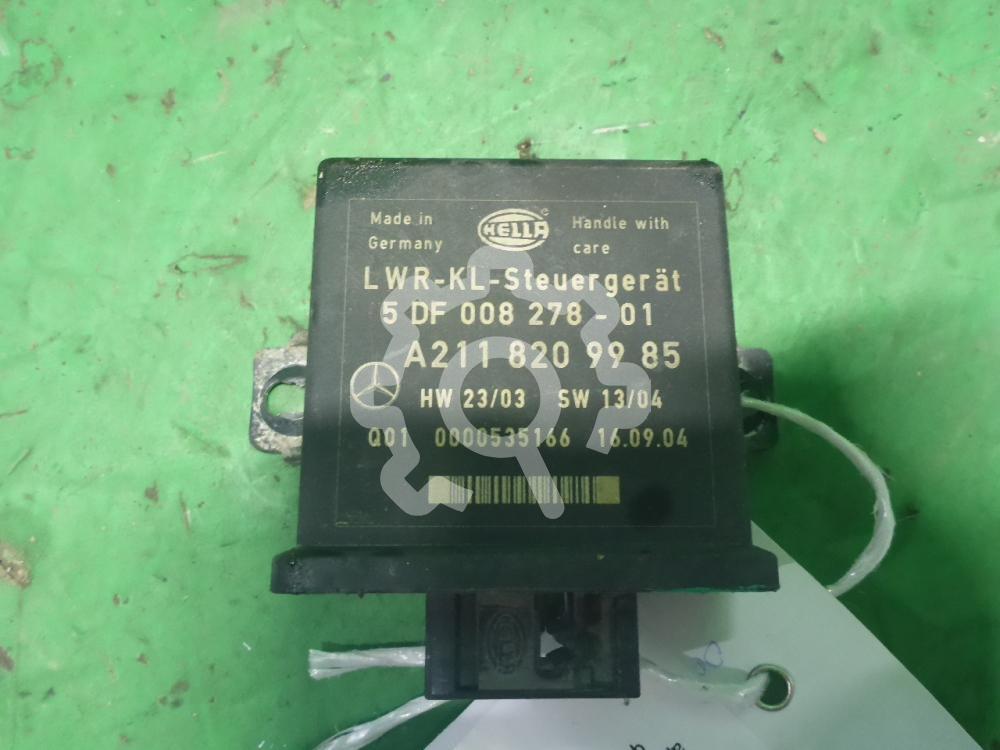 Made in
Germany
HELLA
Handle with
care
LWR-KL-Steuergerät
5 DF 008 278 - 01
A211 820 99 85
HW 23/03 SW 13/04
Q01 0000535166 16.09.04
HELLA